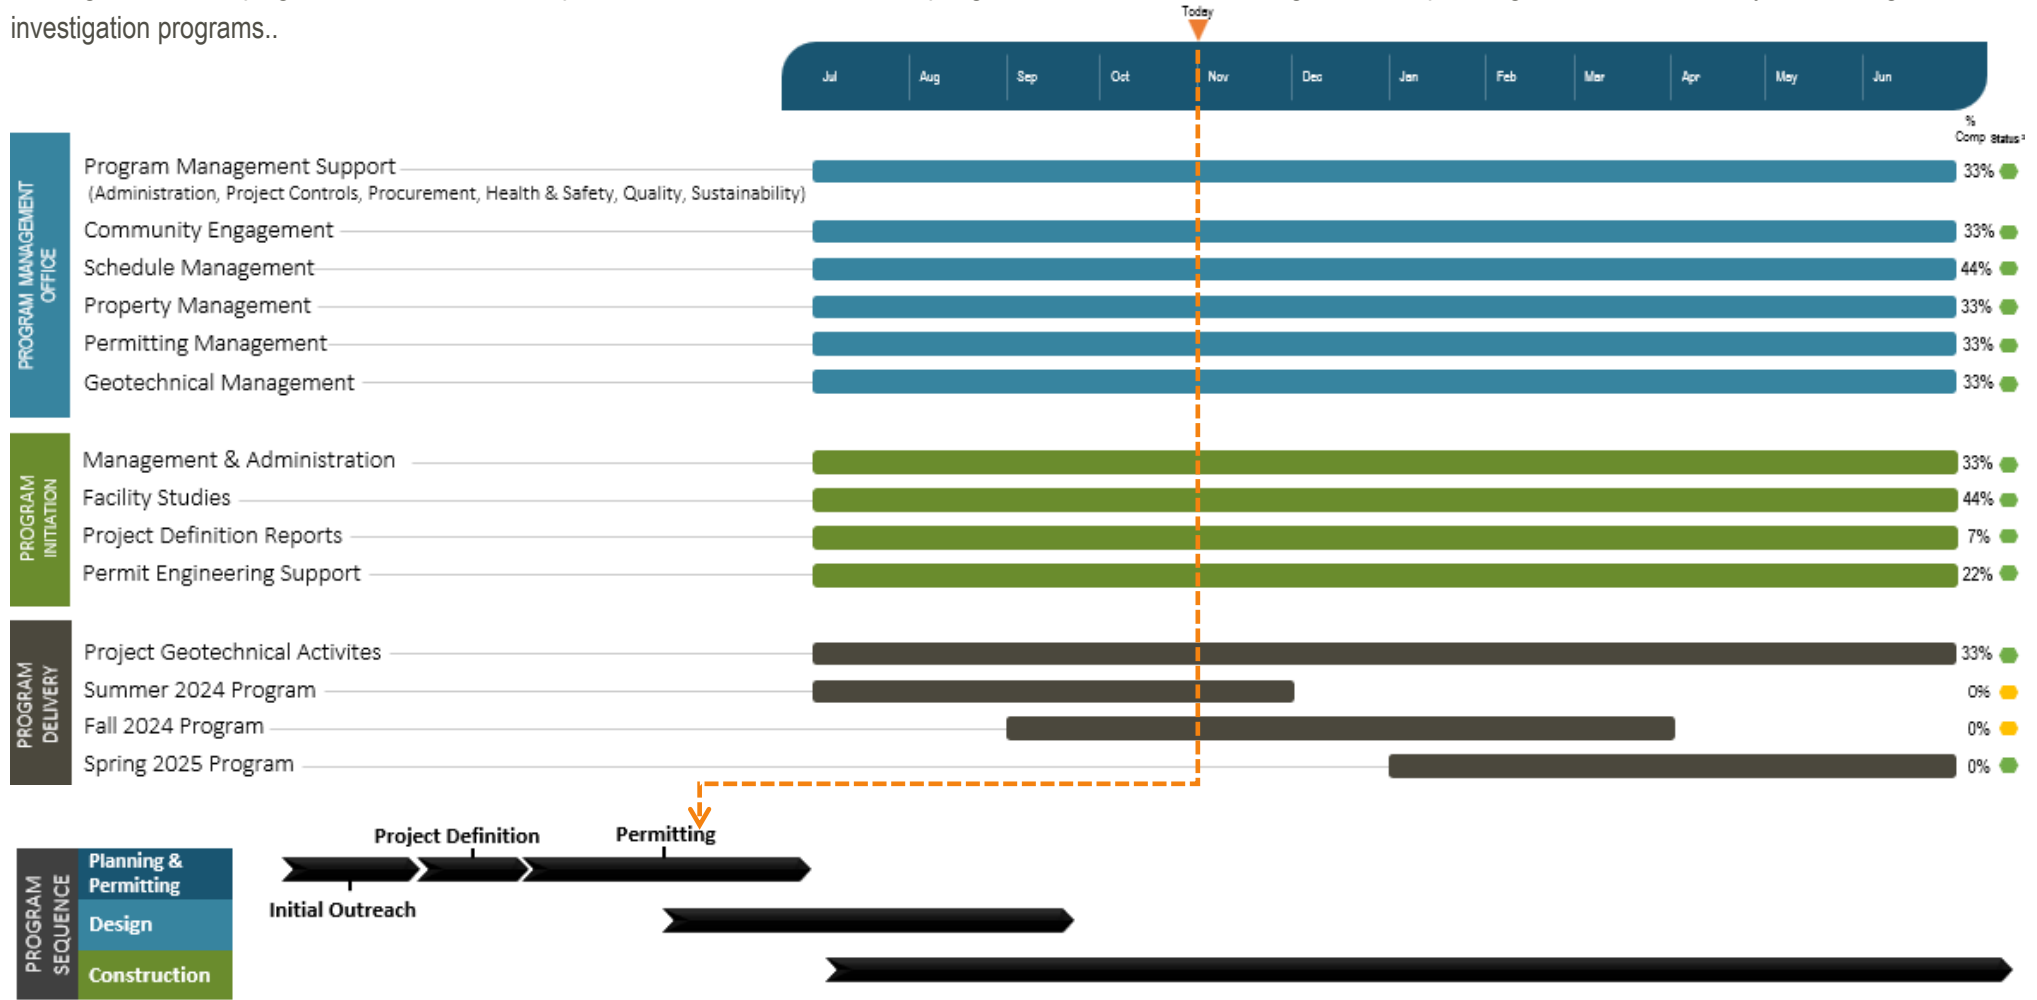 investigation programs..
Today
Jul Aug Sep Oct Nov Dec Jan Feb Mar Apr May Jun
%
Comp Status
PROGRAM MANAGEMENT
OFFICE
Program Management Support 33%
(Administration, Project Controls, Procurement, Health & Safety, Quality, Sustainability)
Community Engagement 33%
Schedule Management 44%
Property Management 33%
Permitting Management 33%
Geotechnical Management 33%
PROGRAM
INITIATION
Management & Administration 33%
Facility Studies 44%
Project Definition Reports 7%
Permit Engineering Support 22%
PROGRAM
DELIVERY
Project Geotechnical Activites 33%
Summer 2024 Program 0%
Fall 2024 Program 0%
Spring 2025 Program 0%
PROGRAM
SEQUENCE
Project Definition Permitting
Planning &
Permitting
Initial Outreach
Design
Construction